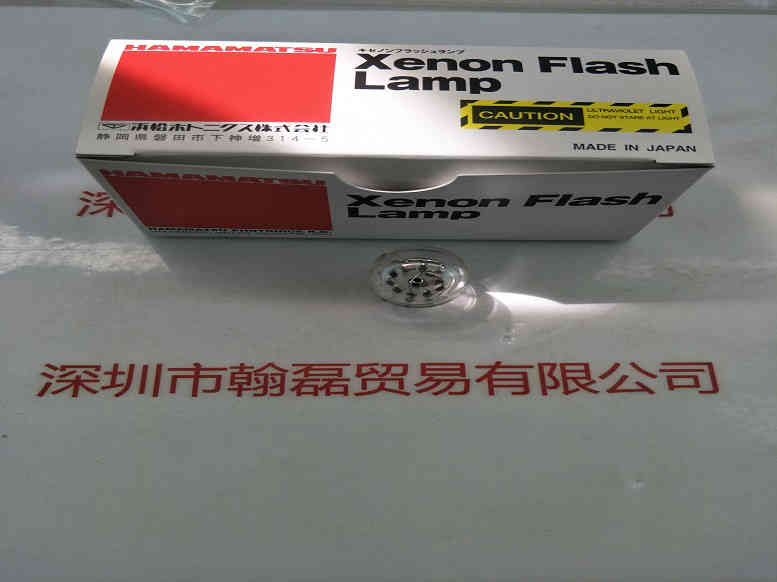 HAMAMATSU
キセノンフラッシュランプ
Xenon Flash
Lamp
CAUTION
ULTRAVIOLET LIGHT
DO NOT STARE AT LIGHT
浜松ホトニクス株式会社
静岡県磐田市下神増314-5
MADE IN JAPAN
HAMAMATSU
Xenon Flash
Lamp
HAMAMATSU PHOTONICS K.K.
深圳市翰磊贸易有限公司